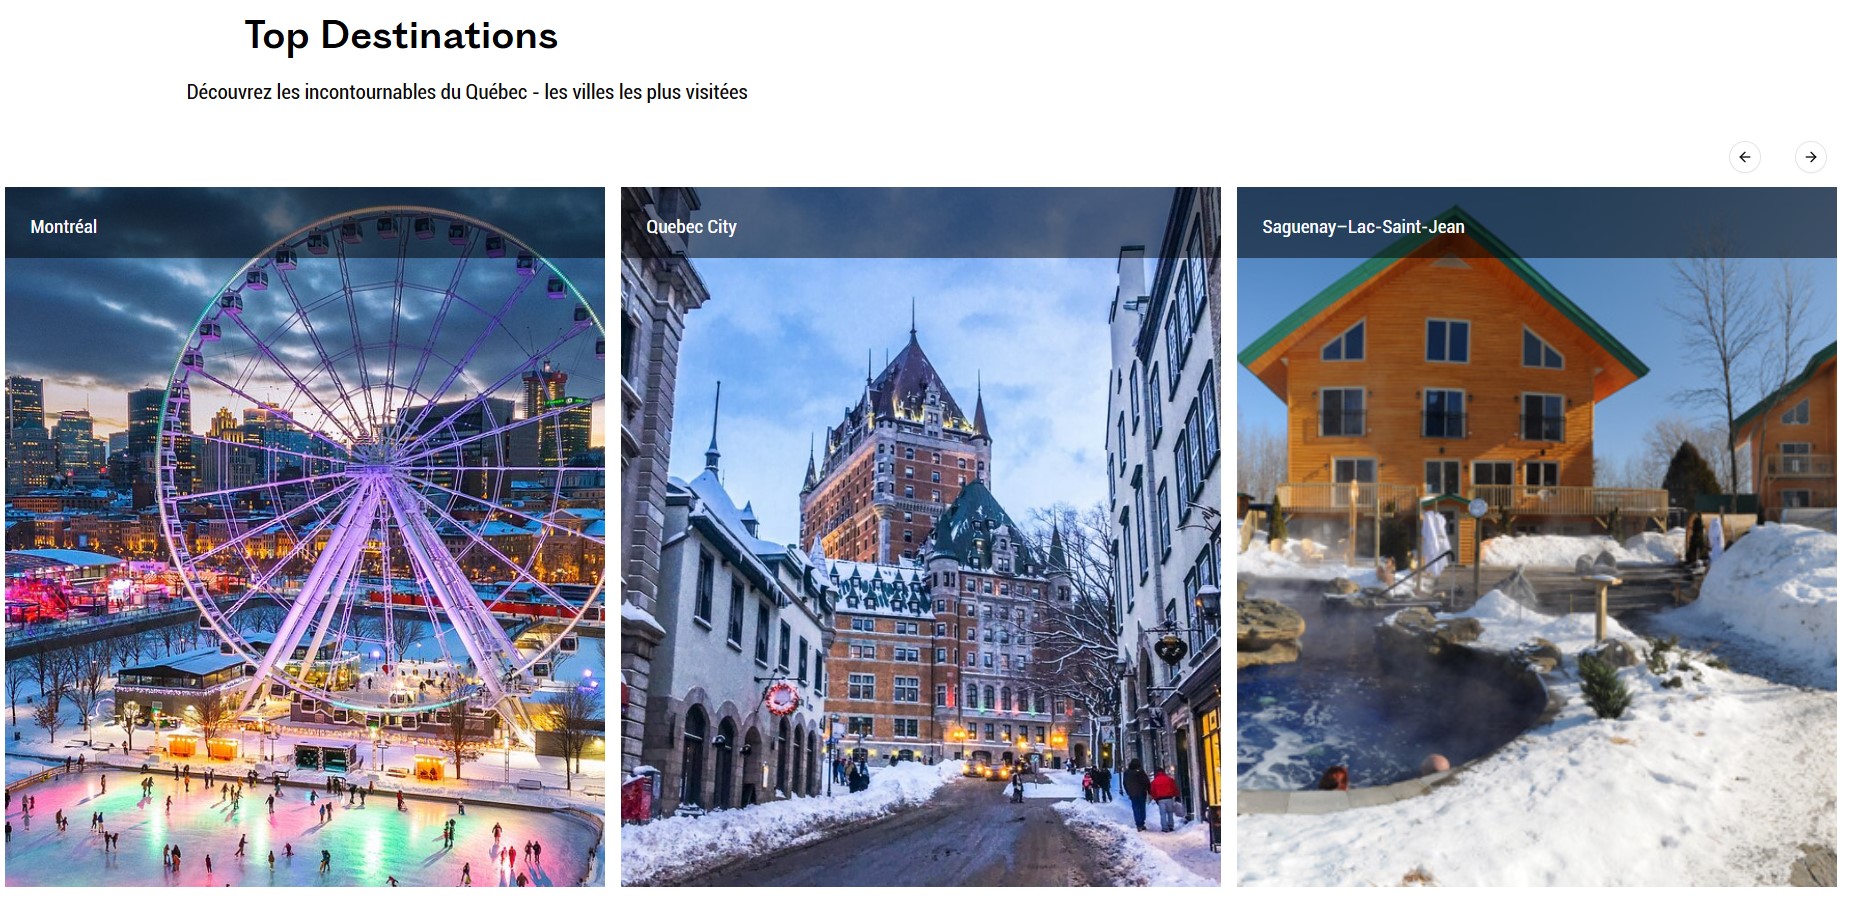 Top Destinations
Découvrez les incontournables du Québec - les villes les plus visitées
Montréal
Quebec City
Saguenay–Lac-Saint-Jean